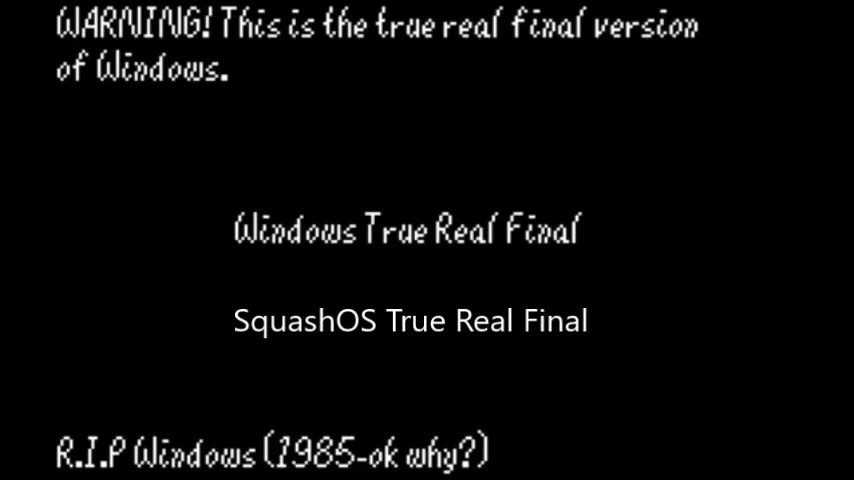 WARNING! This is the true real final version
of Windows.
Windows True Real Final
SquashOS True Real Final
R.I.P Windows (1985-ok why?)